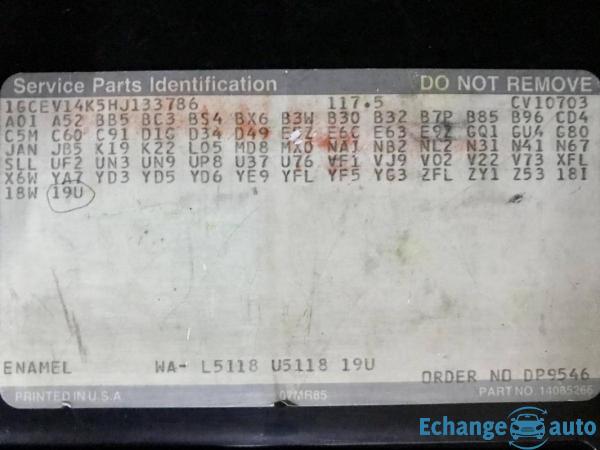 Service Parts Identification DO NOT REMOVE
1GCEV14K5HJ133786 117.5 CV10703
A01 A52 BB5 BC3 BS4 BX6 B3W B30 B32 B7P B85 B96 CD4
C5M C60 C91 D1G D34 D49 E6C E63 E9Z GQ1 GU4 G80
JAN JB5 K19 K22 L05 MD8 MX0 NA1 NB2 NL2 N31 N41 N67
SLL UF2 UN3 UN9 UP8 U37 U76 VF1 VJ9 V02 V22 V73 XFL
X6W YA7 YD3 YD5 YD6 YE9 YFL YF5 YG3 ZFL ZY1 Z53 18I
18W 19U
ENAMEL WA- L5118 U5118 19U
ORDER NO DP9546
PRINTED IN U.S.A 07MR85 PART NO. 14085266
Echange auto